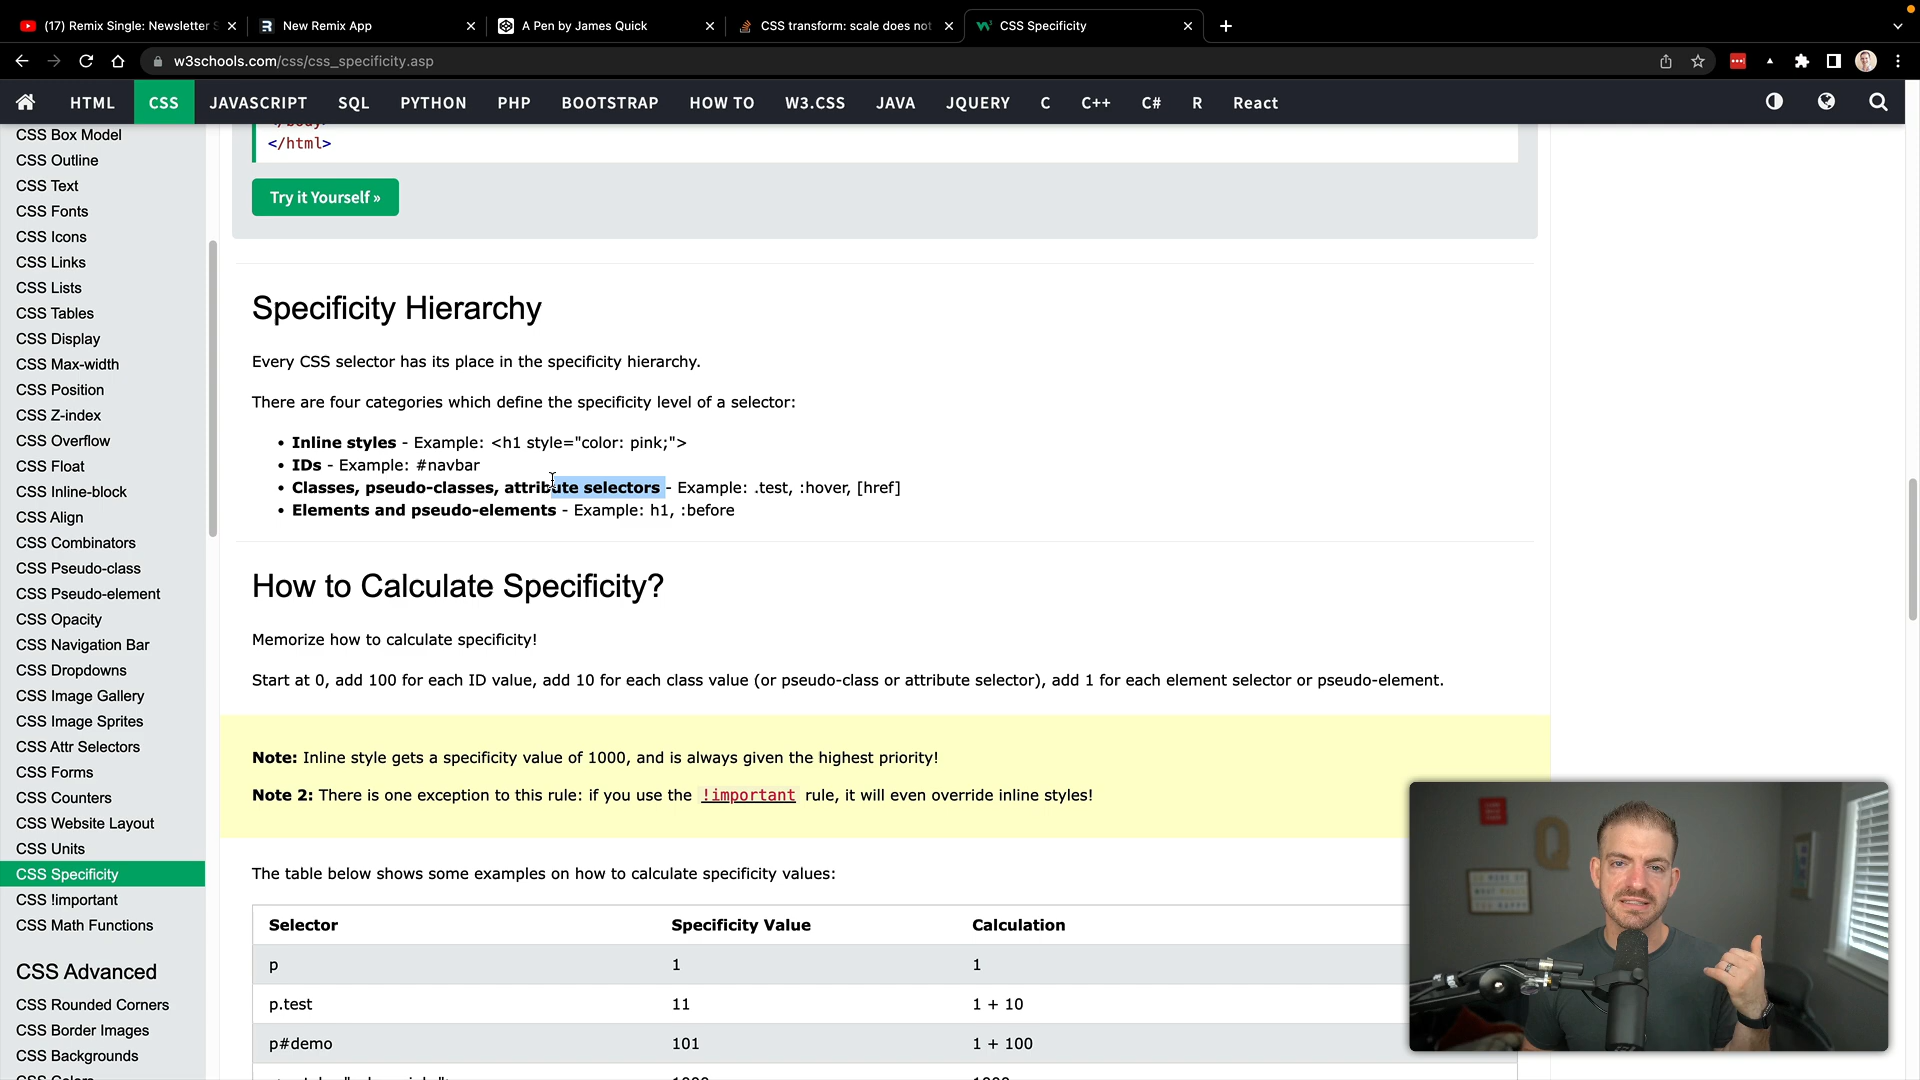 (17) Remix Single: Newsletter S
New Remix App
A Pen by James Quick
CSS transform: scale does not
CSS Specificity
w3schools.com/css/css_specificity.asp
HTML CSS JAVASCRIPT SQL PYTHON PHP BOOTSTRAP HOW TO W3.CSS JAVA JQUERY C C++ C# R React
CSS Box Model
CSS Outline
CSS Text
CSS Fonts
CSS Icons
CSS Links
CSS Lists
CSS Tables
CSS Display
CSS Max-width
CSS Position
CSS Z-index
CSS Overflow
CSS Float
CSS Inline-block
CSS Align
CSS Combinators
CSS Pseudo-class
CSS Pseudo-element
CSS Opacity
CSS Navigation Bar
CSS Dropdowns
CSS Image Gallery
CSS Image Sprites
CSS Attr Selectors
CSS Forms
CSS Counters
CSS Website Layout
CSS Units
CSS Specificity
CSS !important
CSS Math Functions
CSS Advanced
CSS Rounded Corners
CSS Border Images
CSS Backgrounds
</body>
</html>
Try it Yourself »
Specificity Hierarchy
Every CSS selector has its place in the specificity hierarchy.
There are four categories which define the specificity level of a selector:
• Inline styles - Example: <h1 style="color: pink;">
• IDs - Example: #navbar
• Classes, pseudo-classes, attribute selectors - Example: .test, :hover, [href]
• Elements and pseudo-elements - Example: h1, :before
How to Calculate Specificity?
Memorize how to calculate specificity!
Start at 0, add 100 for each ID value, add 10 for each class value (or pseudo-class or attribute selector), add 1 for each element selector or pseudo-element.
Note: Inline style gets a specificity value of 1000, and is always given the highest priority!
Note 2: There is one exception to this rule: if you use the !important rule, it will even override inline styles!
The table below shows some examples on how to calculate specificity values:
Selector Specificity Value Calculation
p 1 1
p.test 11 1 + 10
p#demo 101 1 + 100